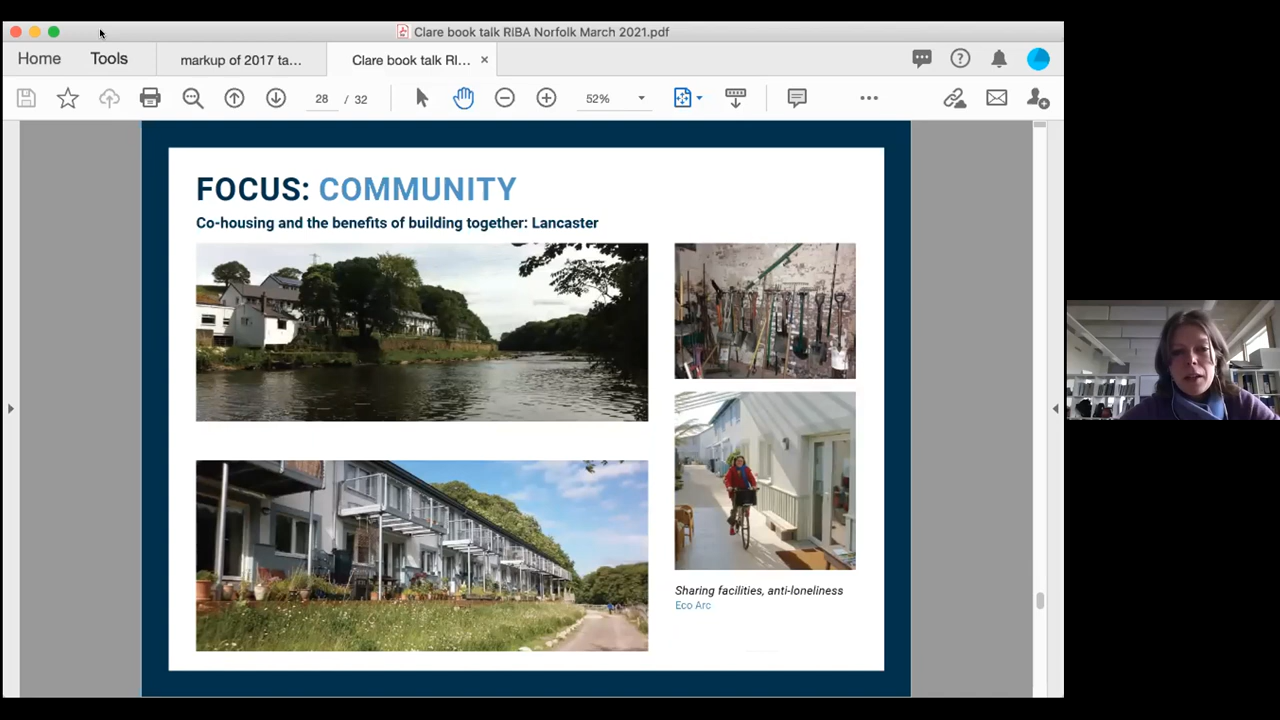 Clare book talk RIBA Norfolk March 2021.pdf
Home
Tools
markup of 2017 ta...
Clare book talk RI...
28 / 32
52%
FOCUS: COMMUNITY
Co-housing and the benefits of building together: Lancaster
Sharing facilities, anti-loneliness
Eco Arc